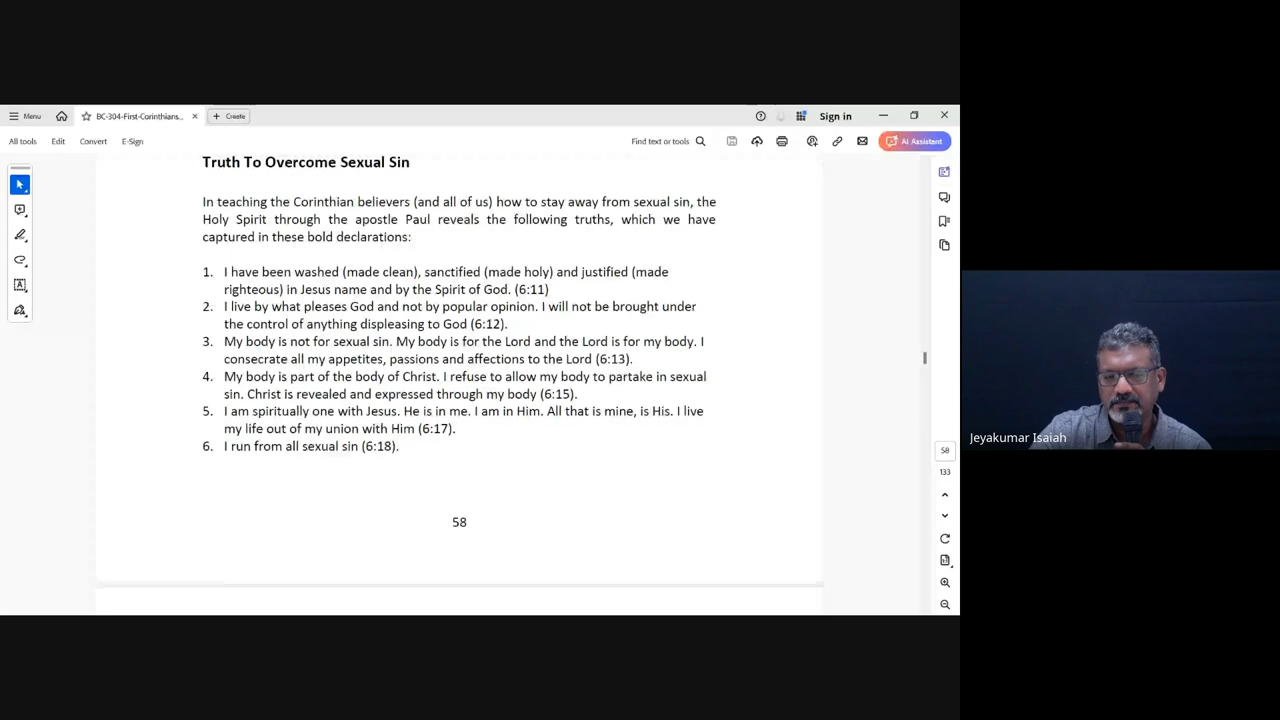 Menu
BC-304-First-Corinthians...
Create
Sign in
All tools
Edit
Convert
E-Sign
Find text or tools
AI Assistant
Truth To Overcome Sexual Sin
In teaching the Corinthian believers (and all of us) how to stay away from sexual sin, the
Holy Spirit through the apostle Paul reveals the following truths, which we have
captured in these bold declarations:
1. I have been washed (made clean), sanctified (made holy) and justified (made
righteous) in Jesus name and by the Spirit of God. (6:11)
2. I live by what pleases God and not by popular opinion. I will not be brought under
the control of anything displeasing to God (6:12).
3. My body is not for sexual sin. My body is for the Lord and the Lord is for my body. I
consecrate all my appetites, passions and affections to the Lord (6:13).
4. My body is part of the body of Christ. I refuse to allow my body to partake in sexual
sin. Christ is revealed and expressed through my body (6:15).
5. I am spiritually one with Jesus. He is in me. I am in Him. All that is mine, is His. I live
my life out of my union with Him (6:17).
6. I run from all sexual sin (6:18).
58
58
133
Jeyakumar Isaiah